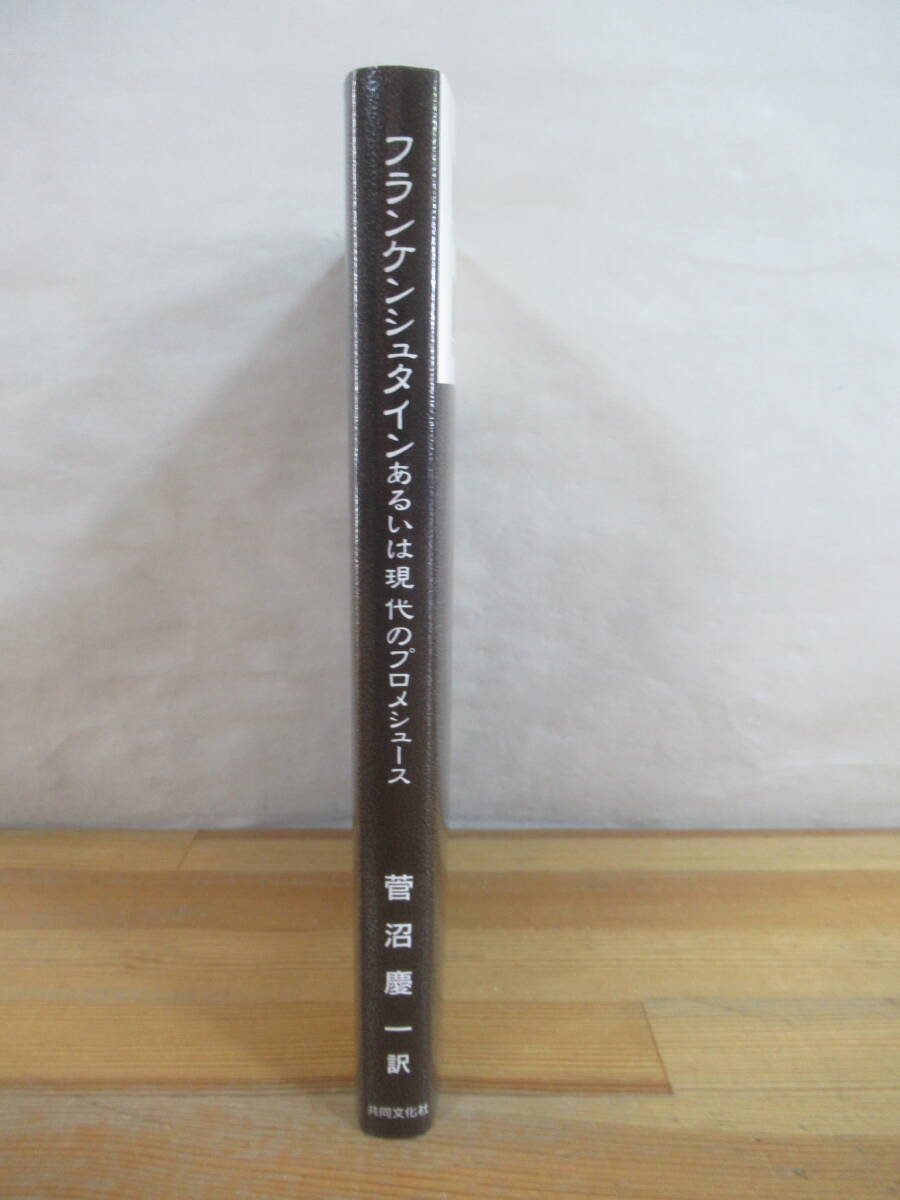 フランケンシュタインあるいは現代のプロメシュース
菅沼慶一訳
共同文化社